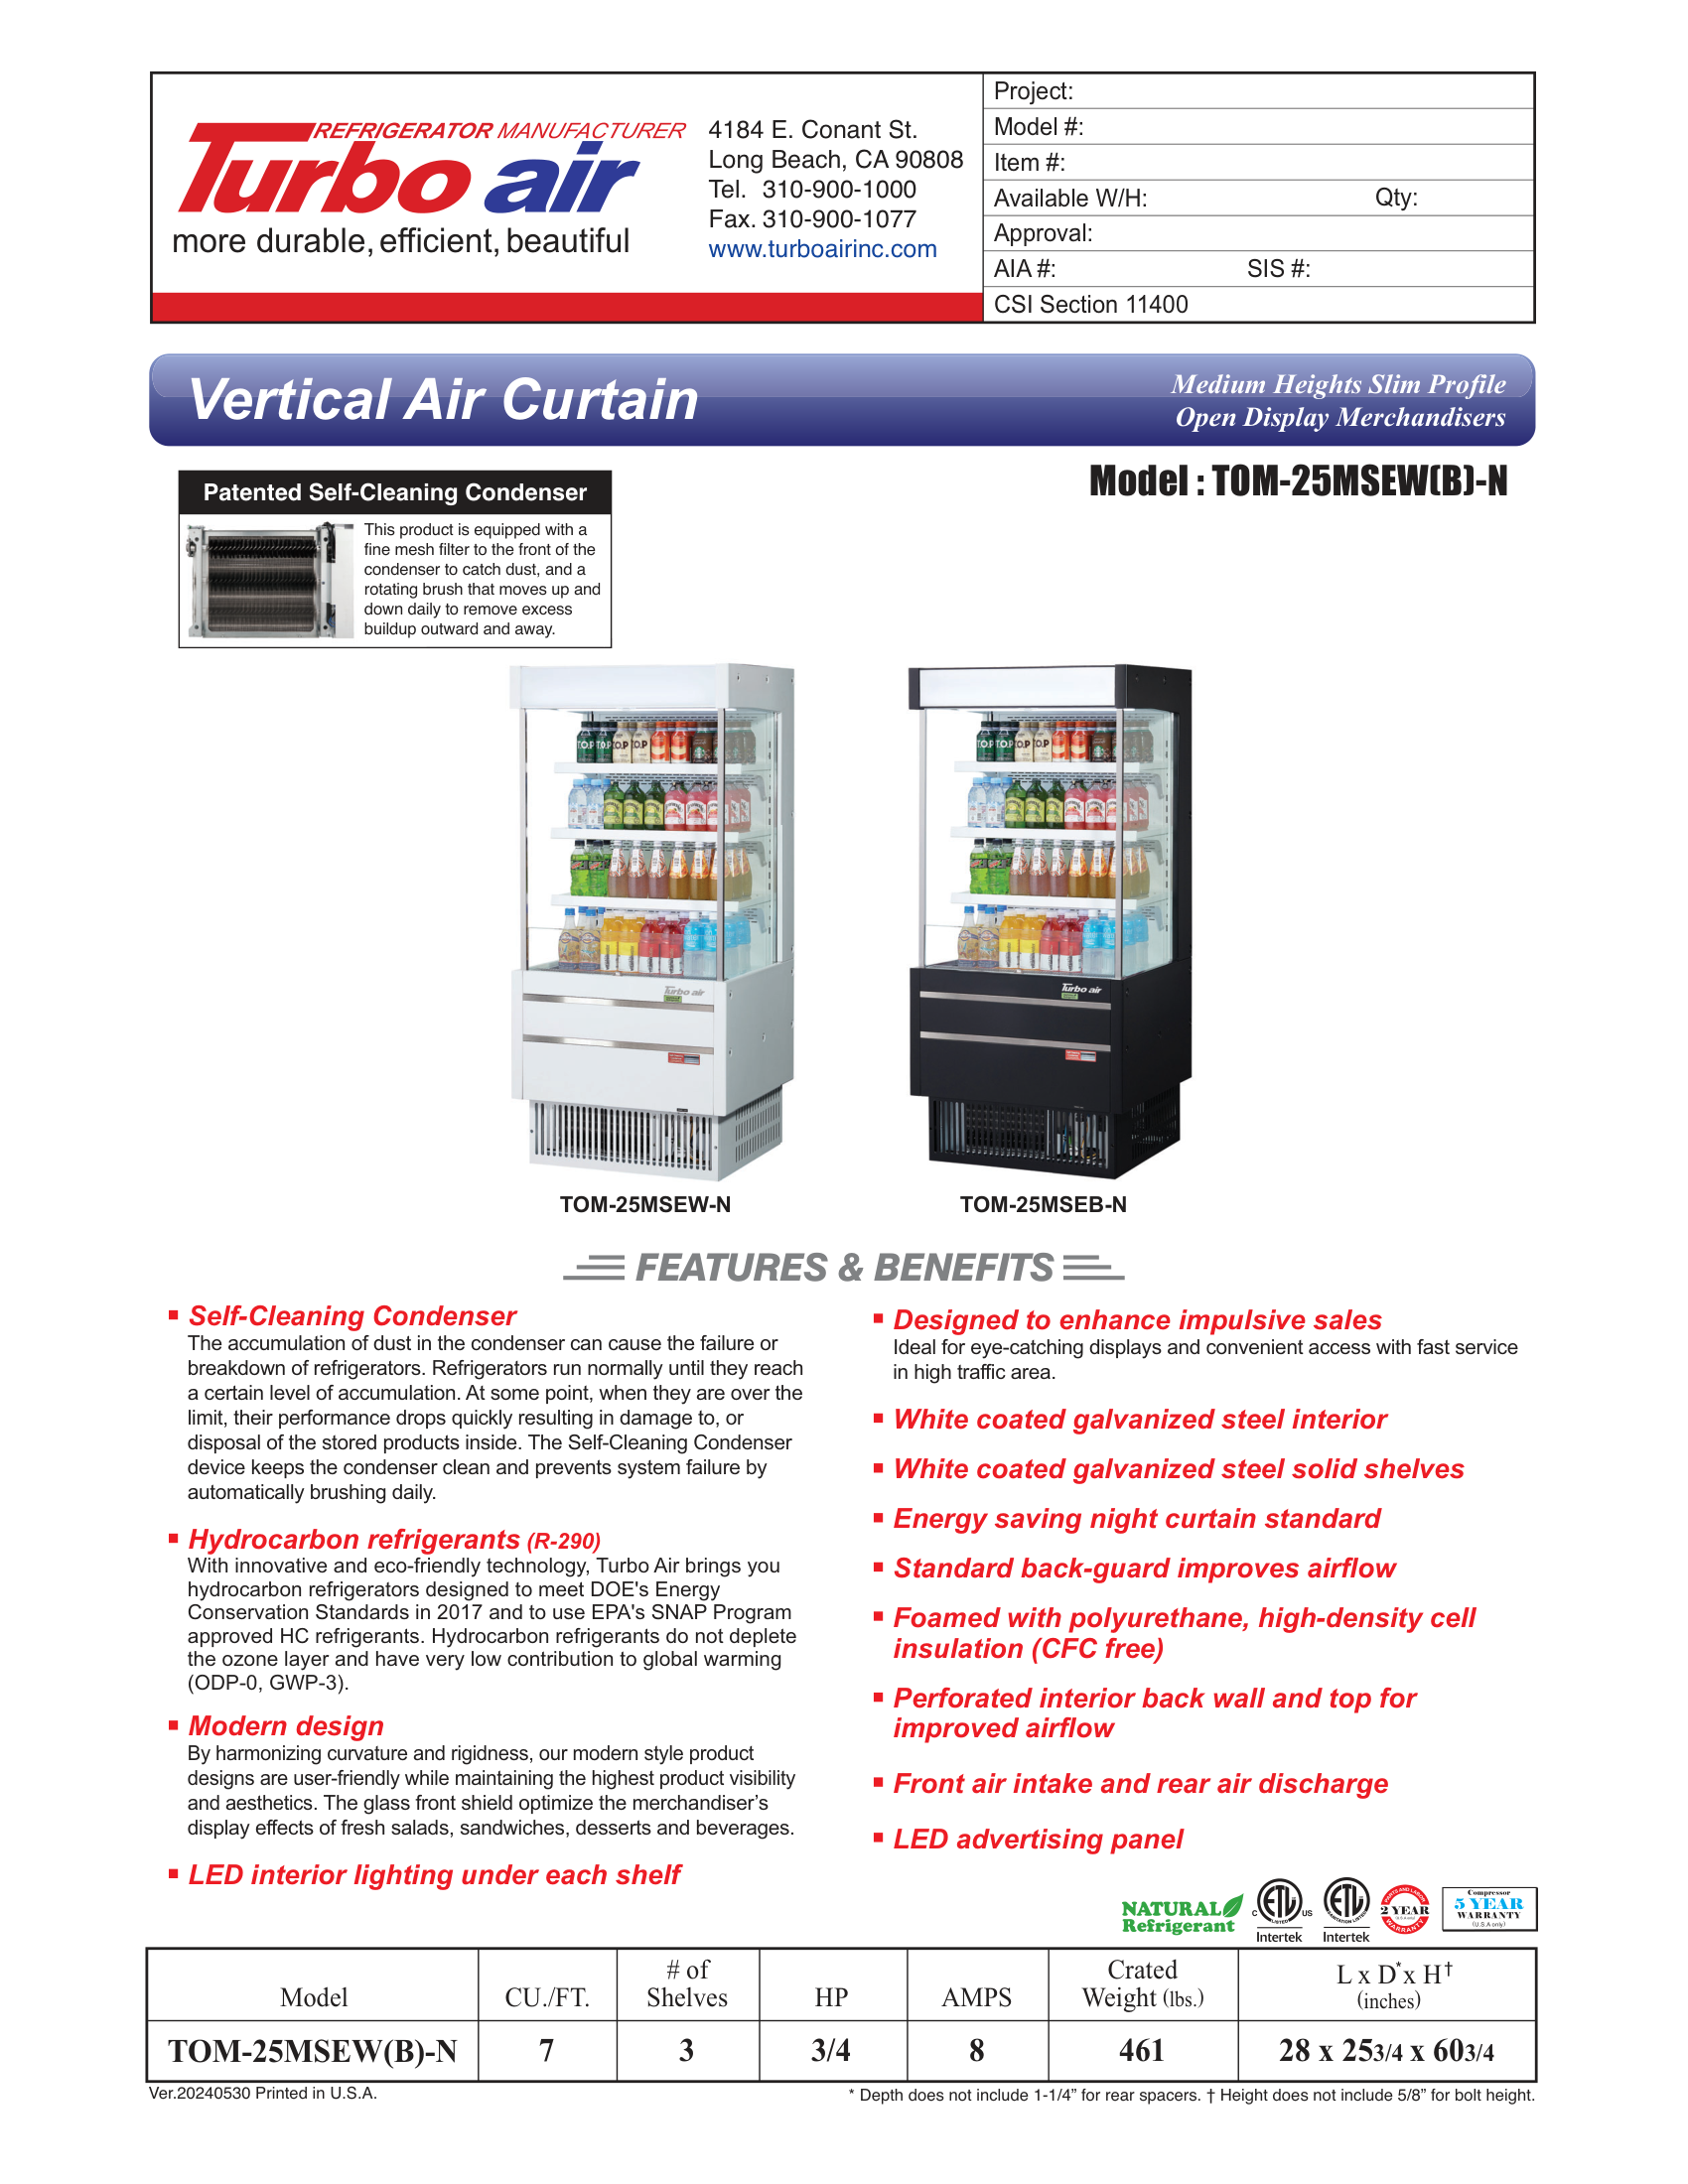 REFRIGERATOR MANUFACTURER
Turbo air
more durable, efficient, beautiful
4184 E. Conant St.
Long Beach, CA 90808
Tel. 310-900-1000
Fax. 310-900-1077
www.turboairinc.com
Project:
Model #:
Item #:
Available W/H: Qty:
Approval:
AIA #: SIS #:
CSI Section 11400
Vertical Air Curtain
Medium Heights Slim Profile
Open Display Merchandisers
Model : TOM-25MSEW(B)-N
Patented Self-Cleaning Condenser
This product is equipped with a
fine mesh filter to the front of the
condenser to catch dust, and a
rotating brush that moves up and
down daily to remove excess
buildup outward and away.
T.O.P T.O.P T.O.P T.O.P
T.O.P T.O.P T.O.P T.O.P
Turbo air
Turbo air
TOM-25MSEW-N
TOM-25MSEB-N
FEATURES & BENEFITS
Self-Cleaning Condenser
The accumulation of dust in the condenser can cause the failure or
breakdown of refrigerators. Refrigerators run normally until they reach
a certain level of accumulation. At some point, when they are over the
limit, their performance drops quickly resulting in damage to, or
disposal of the stored products inside. The Self-Cleaning Condenser
device keeps the condenser clean and prevents system failure by
automatically brushing daily.
Hydrocarbon refrigerants (R-290)
With innovative and eco-friendly technology, Turbo Air brings you
hydrocarbon refrigerators designed to meet DOE's Energy
Conservation Standards in 2017 and to use EPA's SNAP Program
approved HC refrigerants. Hydrocarbon refrigerants do not deplete
the ozone layer and have very low contribution to global warming
(ODP-0, GWP-3).
Modern design
By harmonizing curvature and rigidness, our modern style product
designs are user-friendly while maintaining the highest product visibility
and aesthetics. The glass front shield optimize the merchandiser’s
display effects of fresh salads, sandwiches, desserts and beverages.
LED interior lighting under each shelf
Designed to enhance impulsive sales
Ideal for eye-catching displays and convenient access with fast service
in high traffic area.
White coated galvanized steel interior
White coated galvanized steel solid shelves
Energy saving night curtain standard
Standard back-guard improves airflow
Foamed with polyurethane, high-density cell
insulation (CFC free)
Perforated interior back wall and top for
improved airflow
Front air intake and rear air discharge
LED advertising panel
NATURAL
Refrigerant
C ETL US
LISTED
Intertek
ETL
SANITATION LISTED
Intertek
PARTS AND LABOR
2 YEAR
(U.S.A only)
WARRANTY
Compressor
5 YEAR
WARRANTY
(U.S.A only)
Model CU./FT. # of Shelves HP AMPS Crated Weight (lbs.) L x D* x H† (inches)
TOM-25MSEW(B)-N 7 3 3/4 8 461 28 x 253/4 x 603/4
Ver.20240530 Printed in U.S.A.
* Depth does not include 1-1/4” for rear spacers. † Height does not include 5/8” for bolt height.